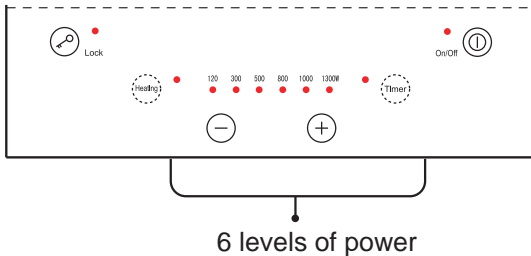 Lock
On/Off
Heating
120 300 500 800 1000 1300W
Timer
6 levels of power